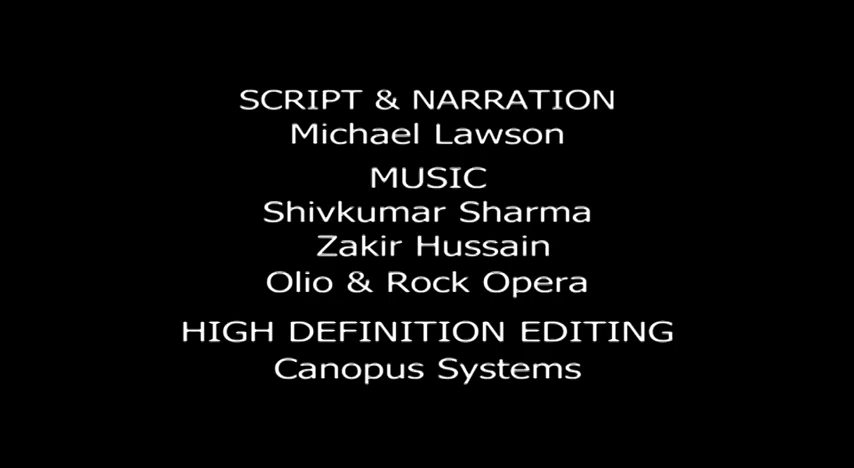 SCRIPT & NARRATION
Michael Lawson
MUSIC
Shivkumar Sharma
Zakir Hussain
Olio & Rock Opera
HIGH DEFINITION EDITING
Canopus Systems